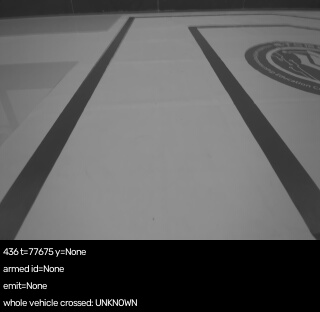 436 t=77675 y=None
armed id=None
emit=None
whole vehicle crossed: UNKNOWN